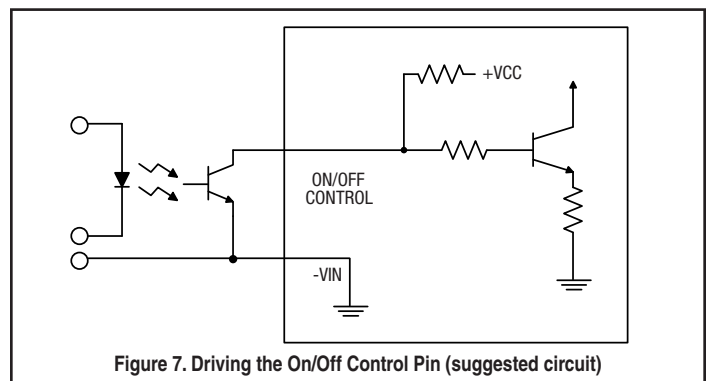 +VCC
ON/OFF
CONTROL
-VIN
Figure 7. Driving the On/Off Control Pin (suggested circuit)